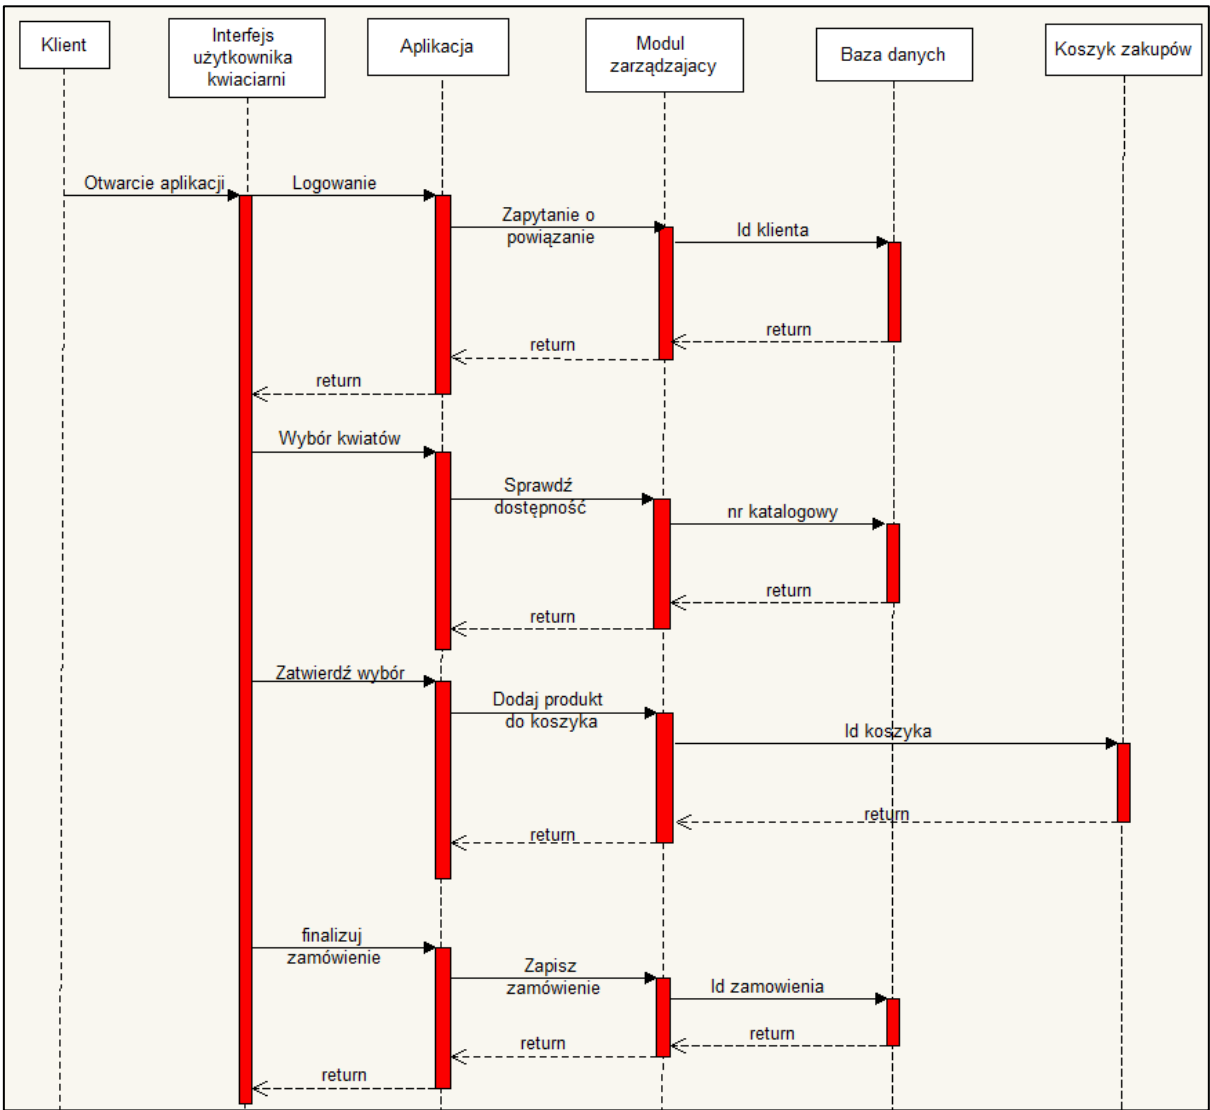 Klient
Interfejs
użytkownika
kwiaciarni
Aplikacja
Modul
zarządzajacy
Baza danych
Koszyk zakupów
Otwarcie aplikacji
Logowanie
Zapytanie o
powiązanie
Id klienta
return
return
return
Wybór kwiatów
Sprawdź
dostępność
nr katalogowy
return
return
Zatwierdź wybór
Dodaj produkt
do koszyka
Id koszyka
return
return
finalizuj
zamówienie
Zapisz
zamówienie
Id zamowienia
return
return
return